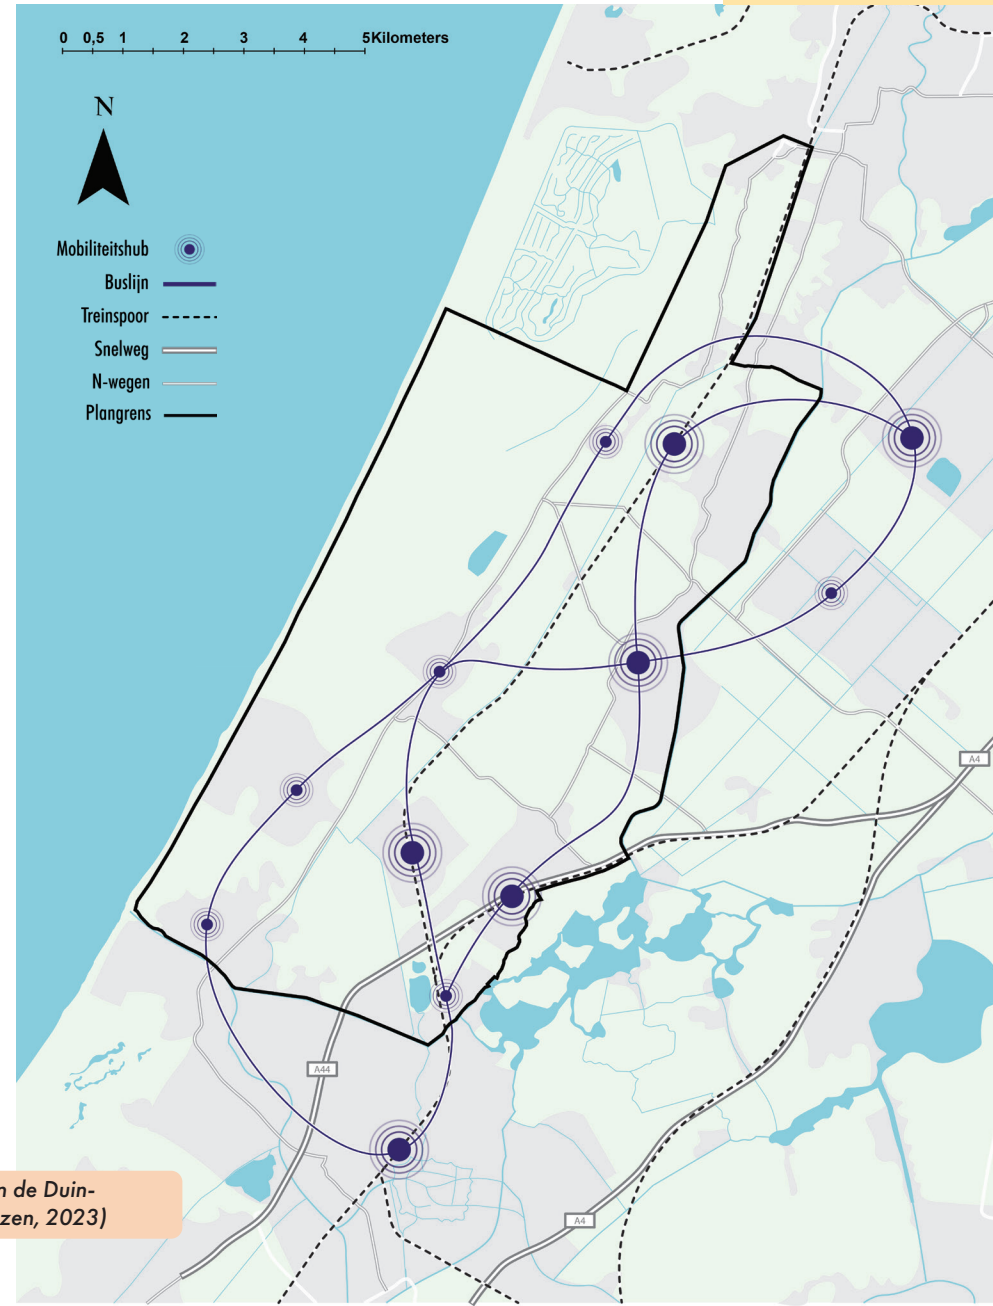 0 0,5 1 2 3 4 5Kilometers
N
Mobiliteitshub
Buslijn
Treinspoor
Snelweg
N-wegen
Plangrens
A4
A44
A4
n de Duin-
zen, 2023)